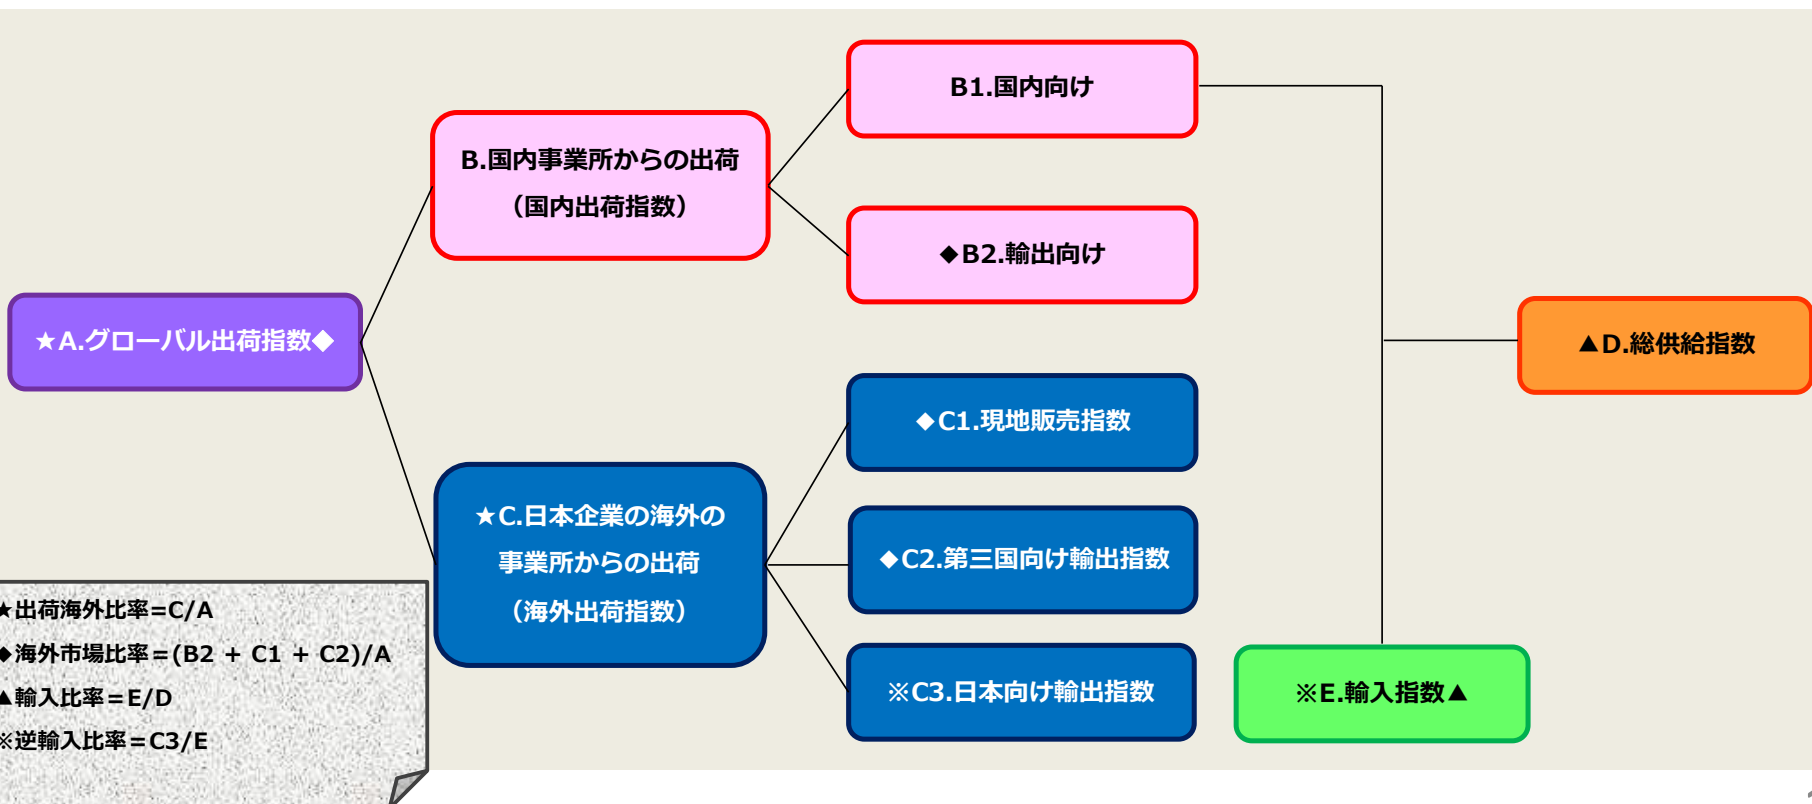 B1.国内向け
B.国内事業所からの出荷
（国内出荷指数）
◆B2.輸出向け
★A.グローバル出荷指数◆
▲D.総供給指数
◆C1.現地販売指数
★C.日本企業の海外の
事業所からの出荷
（海外出荷指数）
◆C2.第三国向け輸出指数
※C3.日本向け輸出指数
※E.輸入指数▲
★出荷海外比率=C/A
◆海外市場比率=(B2 + C1 + C2)/A
▲輸入比率=E/D
※逆輸入比率=C3/E